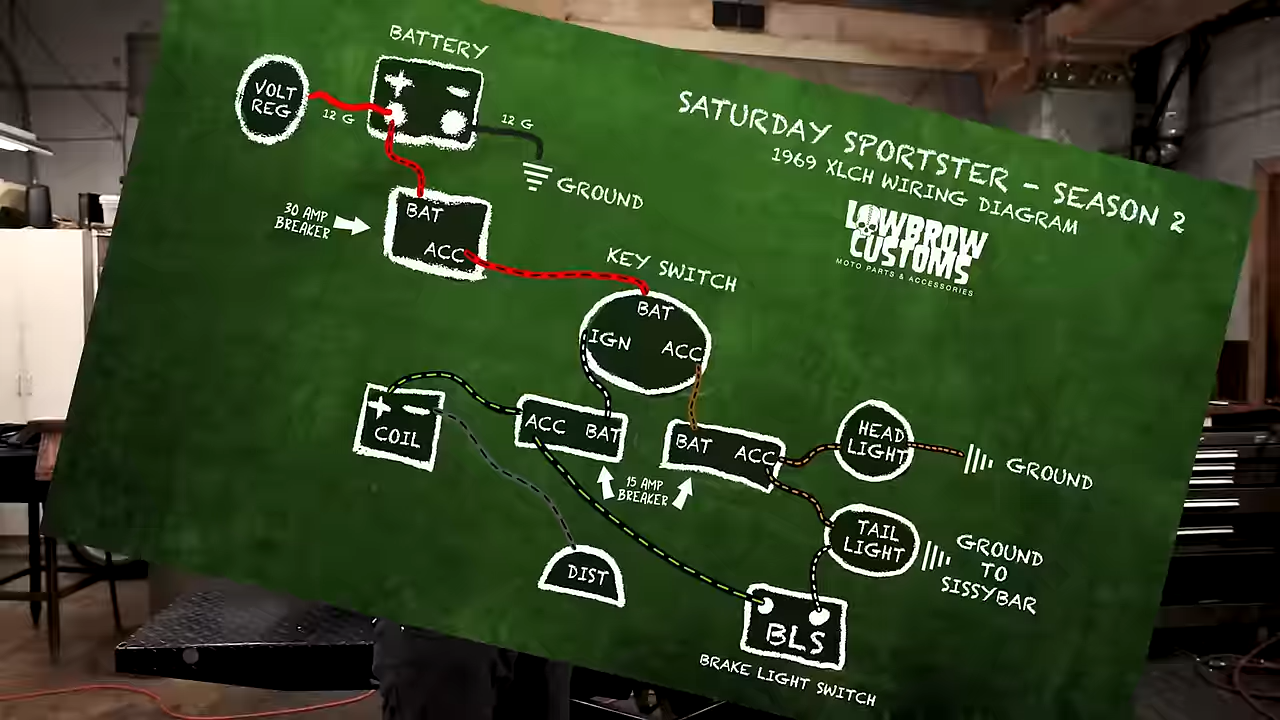 BATTERY
VOLT
REG
12 G
+
-
12 G
GROUND
SATURDAY SPORTSTER - SEASON 2
1969 XLCH WIRING DIAGRAM
LOWBROW
CUSTOMS
MOTO PARTS & ACCESSORIES
30 AMP
BREAKER
BAT
ACC
KEY SWITCH
BAT
IGN
ACC
+
-
COIL
ACC
BAT
BAT
ACC
15 AMP
BREAKER
HEAD
LIGHT
GROUND
TAIL
LIGHT
GROUND
TO
SISSYBAR
DIST
BLS
BRAKE LIGHT SWITCH